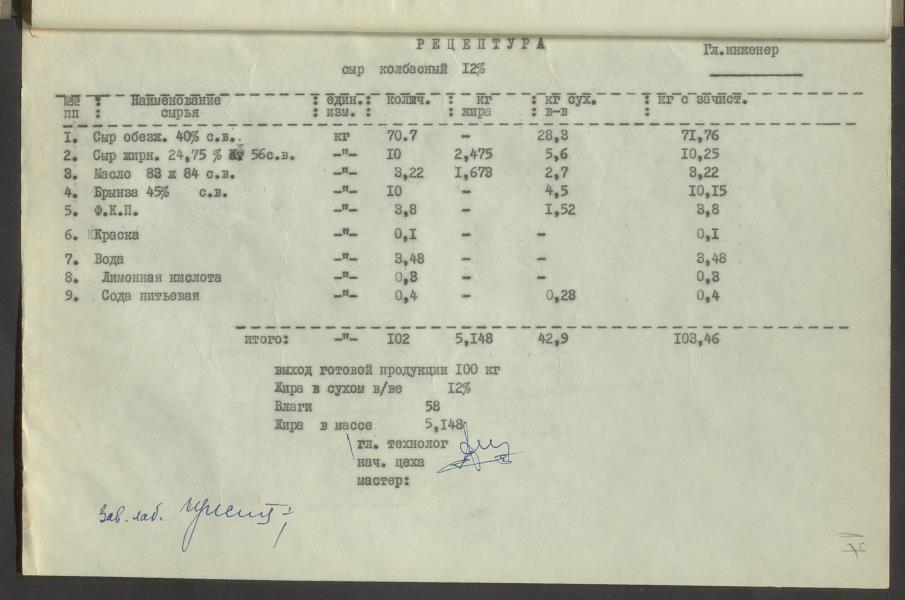 РЕЦЕПТУРА
Гл.инженер
сыр колбасный 12%
№№ : Наименование : един.: колич. : кг : кг сух. : кг с зачист.
пп : сырья : изм. : : жира : в-в :
1. Сыр обезж. 40% с.в. кг 70.7 - 28,3 71,76
2. Сыр жирн. 24,75 % 56с.в. -"- 10 2,475 5,6 10,25
3. Масло 83 ж 84 с.в. -"- 3,22 1,673 2,7 3,22
4. Брынза 45% с.в. -"- 10 4,5 10,15
5. Ф.К.П. -"- 3,8 - 1,52 3,8
6. Краска -"- 0,1 - - 0,1
7. Вода -"- 3,48 - - 3,48
8. Лимонная кислота -"- 0,3 - - 0,3
9. Сода питьевая -"- 0,4 - 0,28 0,4
итого: -"- 102 5,148 42,9 103,46
выход готовой продукции 100 кг
Жира в сухом в/ве 12%
Влаги 58
Жира в массе 5,148
гл. технолог
нач. цеха
мастер:
Зав. лаб.